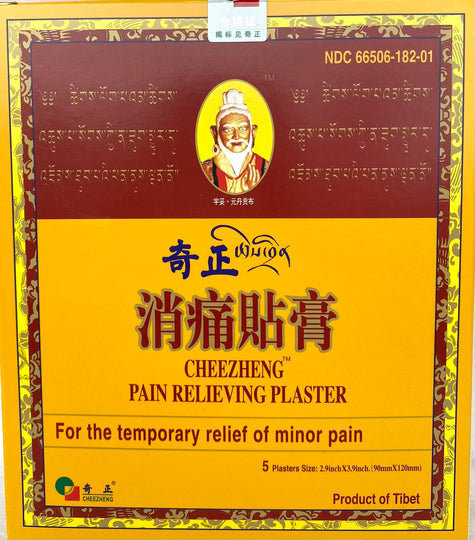 合格证
揭标见奇正
NDC 66506-182-01
TM
宇妥·元丹贡布
奇正
消痛貼膏
CHEEZHENG™
PAIN RELIEVING PLASTER
For the temporary relief of minor pain
5 Plasters Size: 2.9inchX3.9inch. (90mmX120mm)
奇正®
CHEEZHENG
Product of Tibet